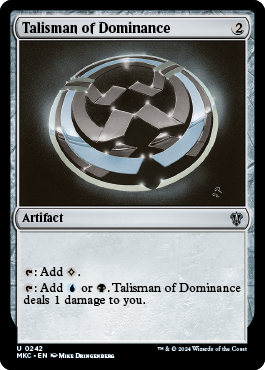 Talisman of Dominance 2
Artifact
: Add .
: Add or . Talisman of Dominance
deals 1 damage to you.
U 0242
MKC • EN Mike Dringenberg
™ & © 2024 Wizards of the Coast